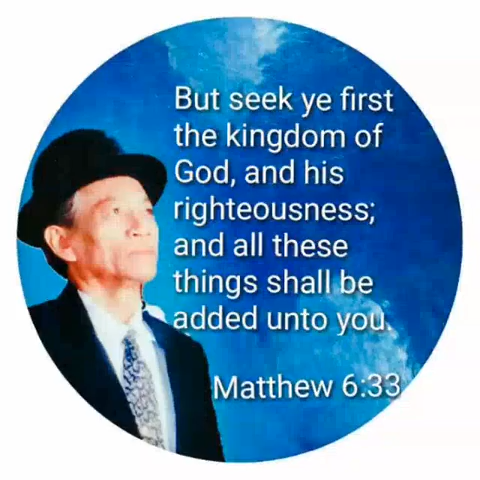 But seek ye first
the kingdom of
God, and his
righteousness;
and all these
things shall be
added unto you.
Matthew 6:33